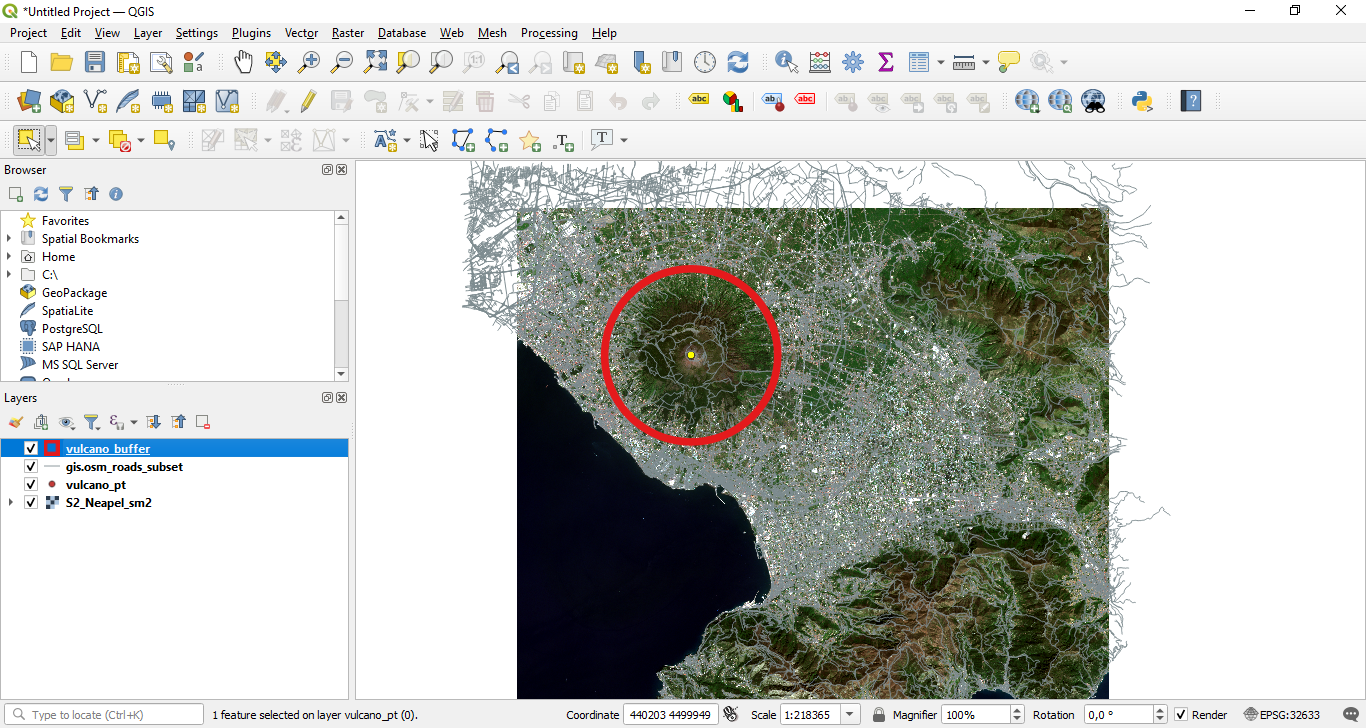 *Untitled Project — QGIS
Project Edit View Layer Settings Plugins Vector Raster Database Web Mesh Processing Help
abc abc abc
T T
Browser
Favorites
Spatial Bookmarks
Home
C:\
GeoPackage
SpatiaLite
PostgreSQL
SAP HANA
MS SQL Server
Layers
vulcano_buffer
gis.osm_roads_subset
vulcano_pt
S2_Neapel_sm2
Type to locate (Ctrl+K) 1 feature selected on layer vulcano_pt (0). Coordinate 440203 4499949 Scale 1:218365 Magnifier 100% Rotation 0,0 ° Render EPSG:32633